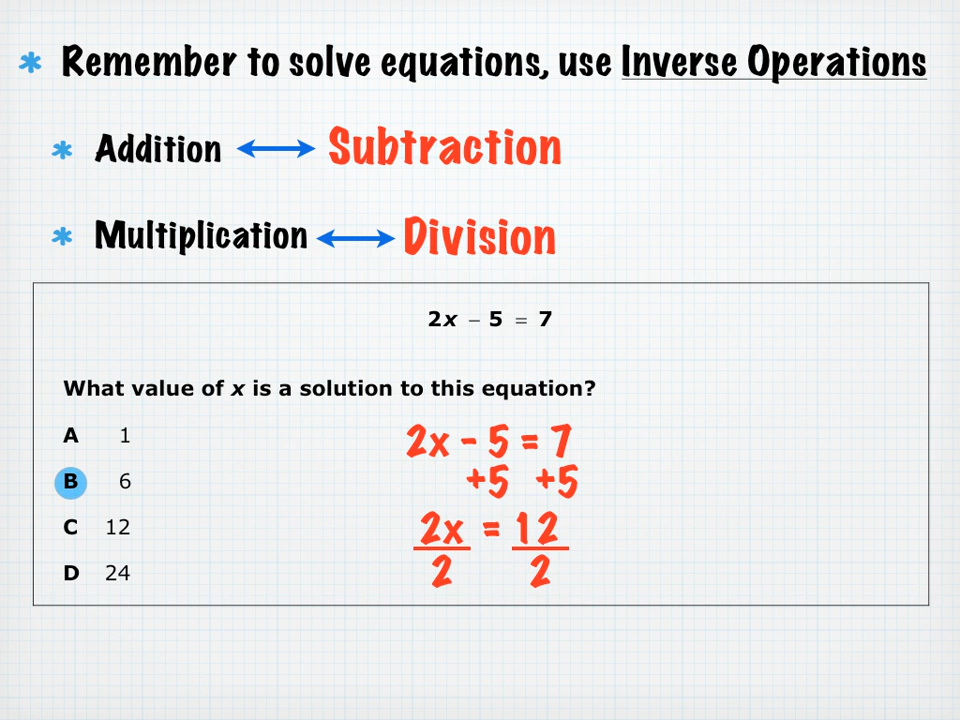 * Remember to solve equations, use Inverse Operations
* Addition ↔ Subtraction
* Multiplication ↔ Division
2x – 5 = 7
What value of x is a solution to this equation?
A 1
B 6
C 12
D 24
2x - 5 = 7
+5 +5
2x = 12
2 2